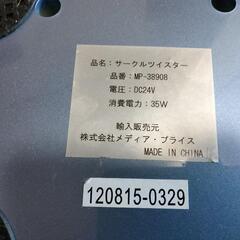 品名：サークルツイスター
品番：MP-38908
電圧：DC24V
消費電力：35W
輸入販売元
株式会社メディア・プライス
MADE IN CHINA
120815-0329